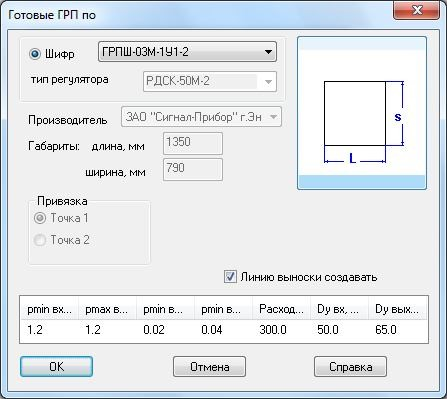 Готовые ГРП по
Шифр
ГРПШ-03М-1У1-2
тип регулятора
РДСК-50М-2
Производитель
ЗАО "Сигнал-Прибор" г.Эн
Габариты: длина, мм
1350
ширина, мм
790
Привязка
Точка 1
Точка 2
S
L
Линию выноски создавать
pmin вх... pmax в... pmin в... pmin в... Расход... Dy вх, ... Dy вых...
1.2 1.2 0.02 0.04 300.0 50.0 65.0
OK Отмена Справка